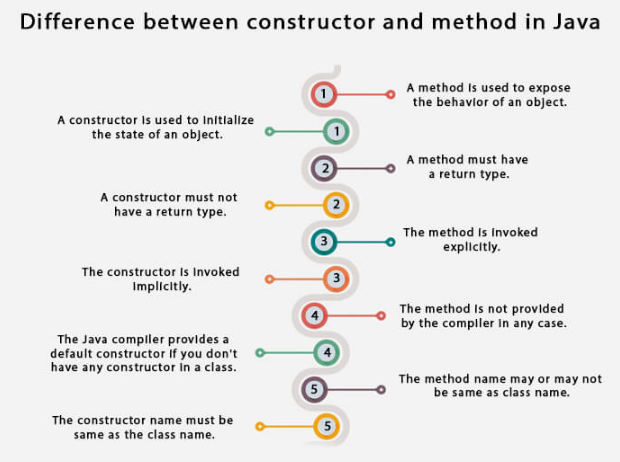 Difference between constructor and method in Java
1
A method is used to expose
the behavior of an object.
A constructor is used to initialize
the state of an object.
1
2
A method must have
a return type.
A constructor must not
have a return type.
2
3
The method is invoked
explicitly.
The constructor is invoked
implicitly.
3
4
The method is not provided
by the compiler in any case.
The Java compiler provides a
default constructor if you don't
have any constructor in a class.
4
5
The method name may or may not
be same as class name.
The constructor name must be
same as the class name.
5